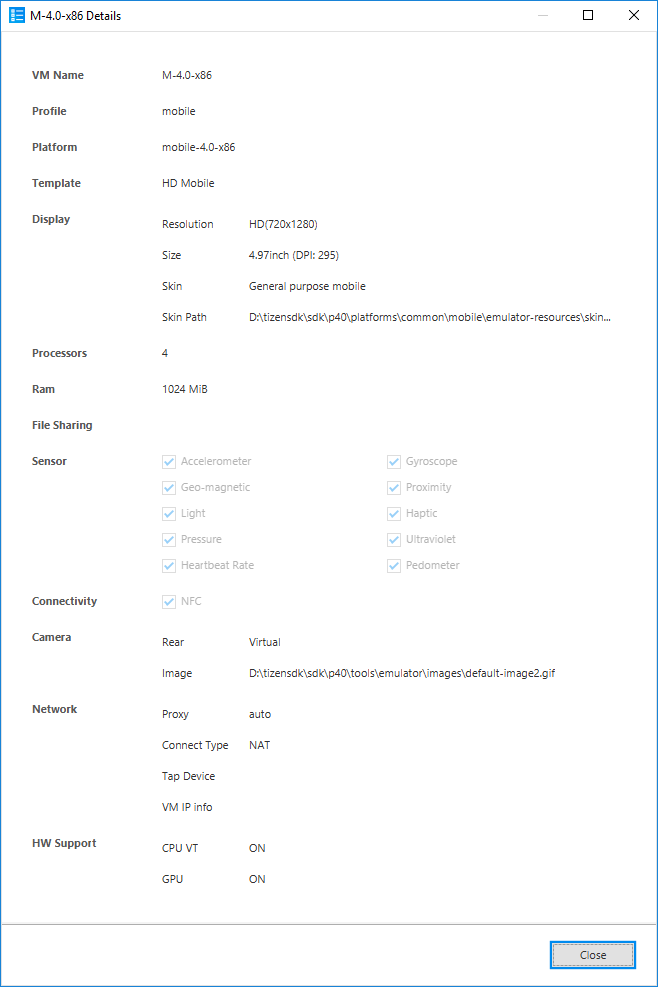 M-4.0-x86 Details
VM Name M-4.0-x86
Profile mobile
Platform mobile-4.0-x86
Template HD Mobile
Display Resolution HD(720x1280)
Size 4.97inch (DPI: 295)
Skin General purpose mobile
Skin Path D:\tizensdk\sdk\p40\platforms\common\mobile\emulator-resources\skin...
Processors 4
Ram 1024 MiB
File Sharing
Sensor Accelerometer Gyroscope
Geo-magnetic Proximity
Light Haptic
Pressure Ultraviolet
Heartbeat Rate Pedometer
Connectivity NFC
Camera Rear Virtual
Image D:\tizensdk\sdk\p40\tools\emulator\images\default-image2.gif
Network Proxy auto
Connect Type NAT
Tap Device
VM IP info
HW Support CPU VT ON
GPU ON
Close